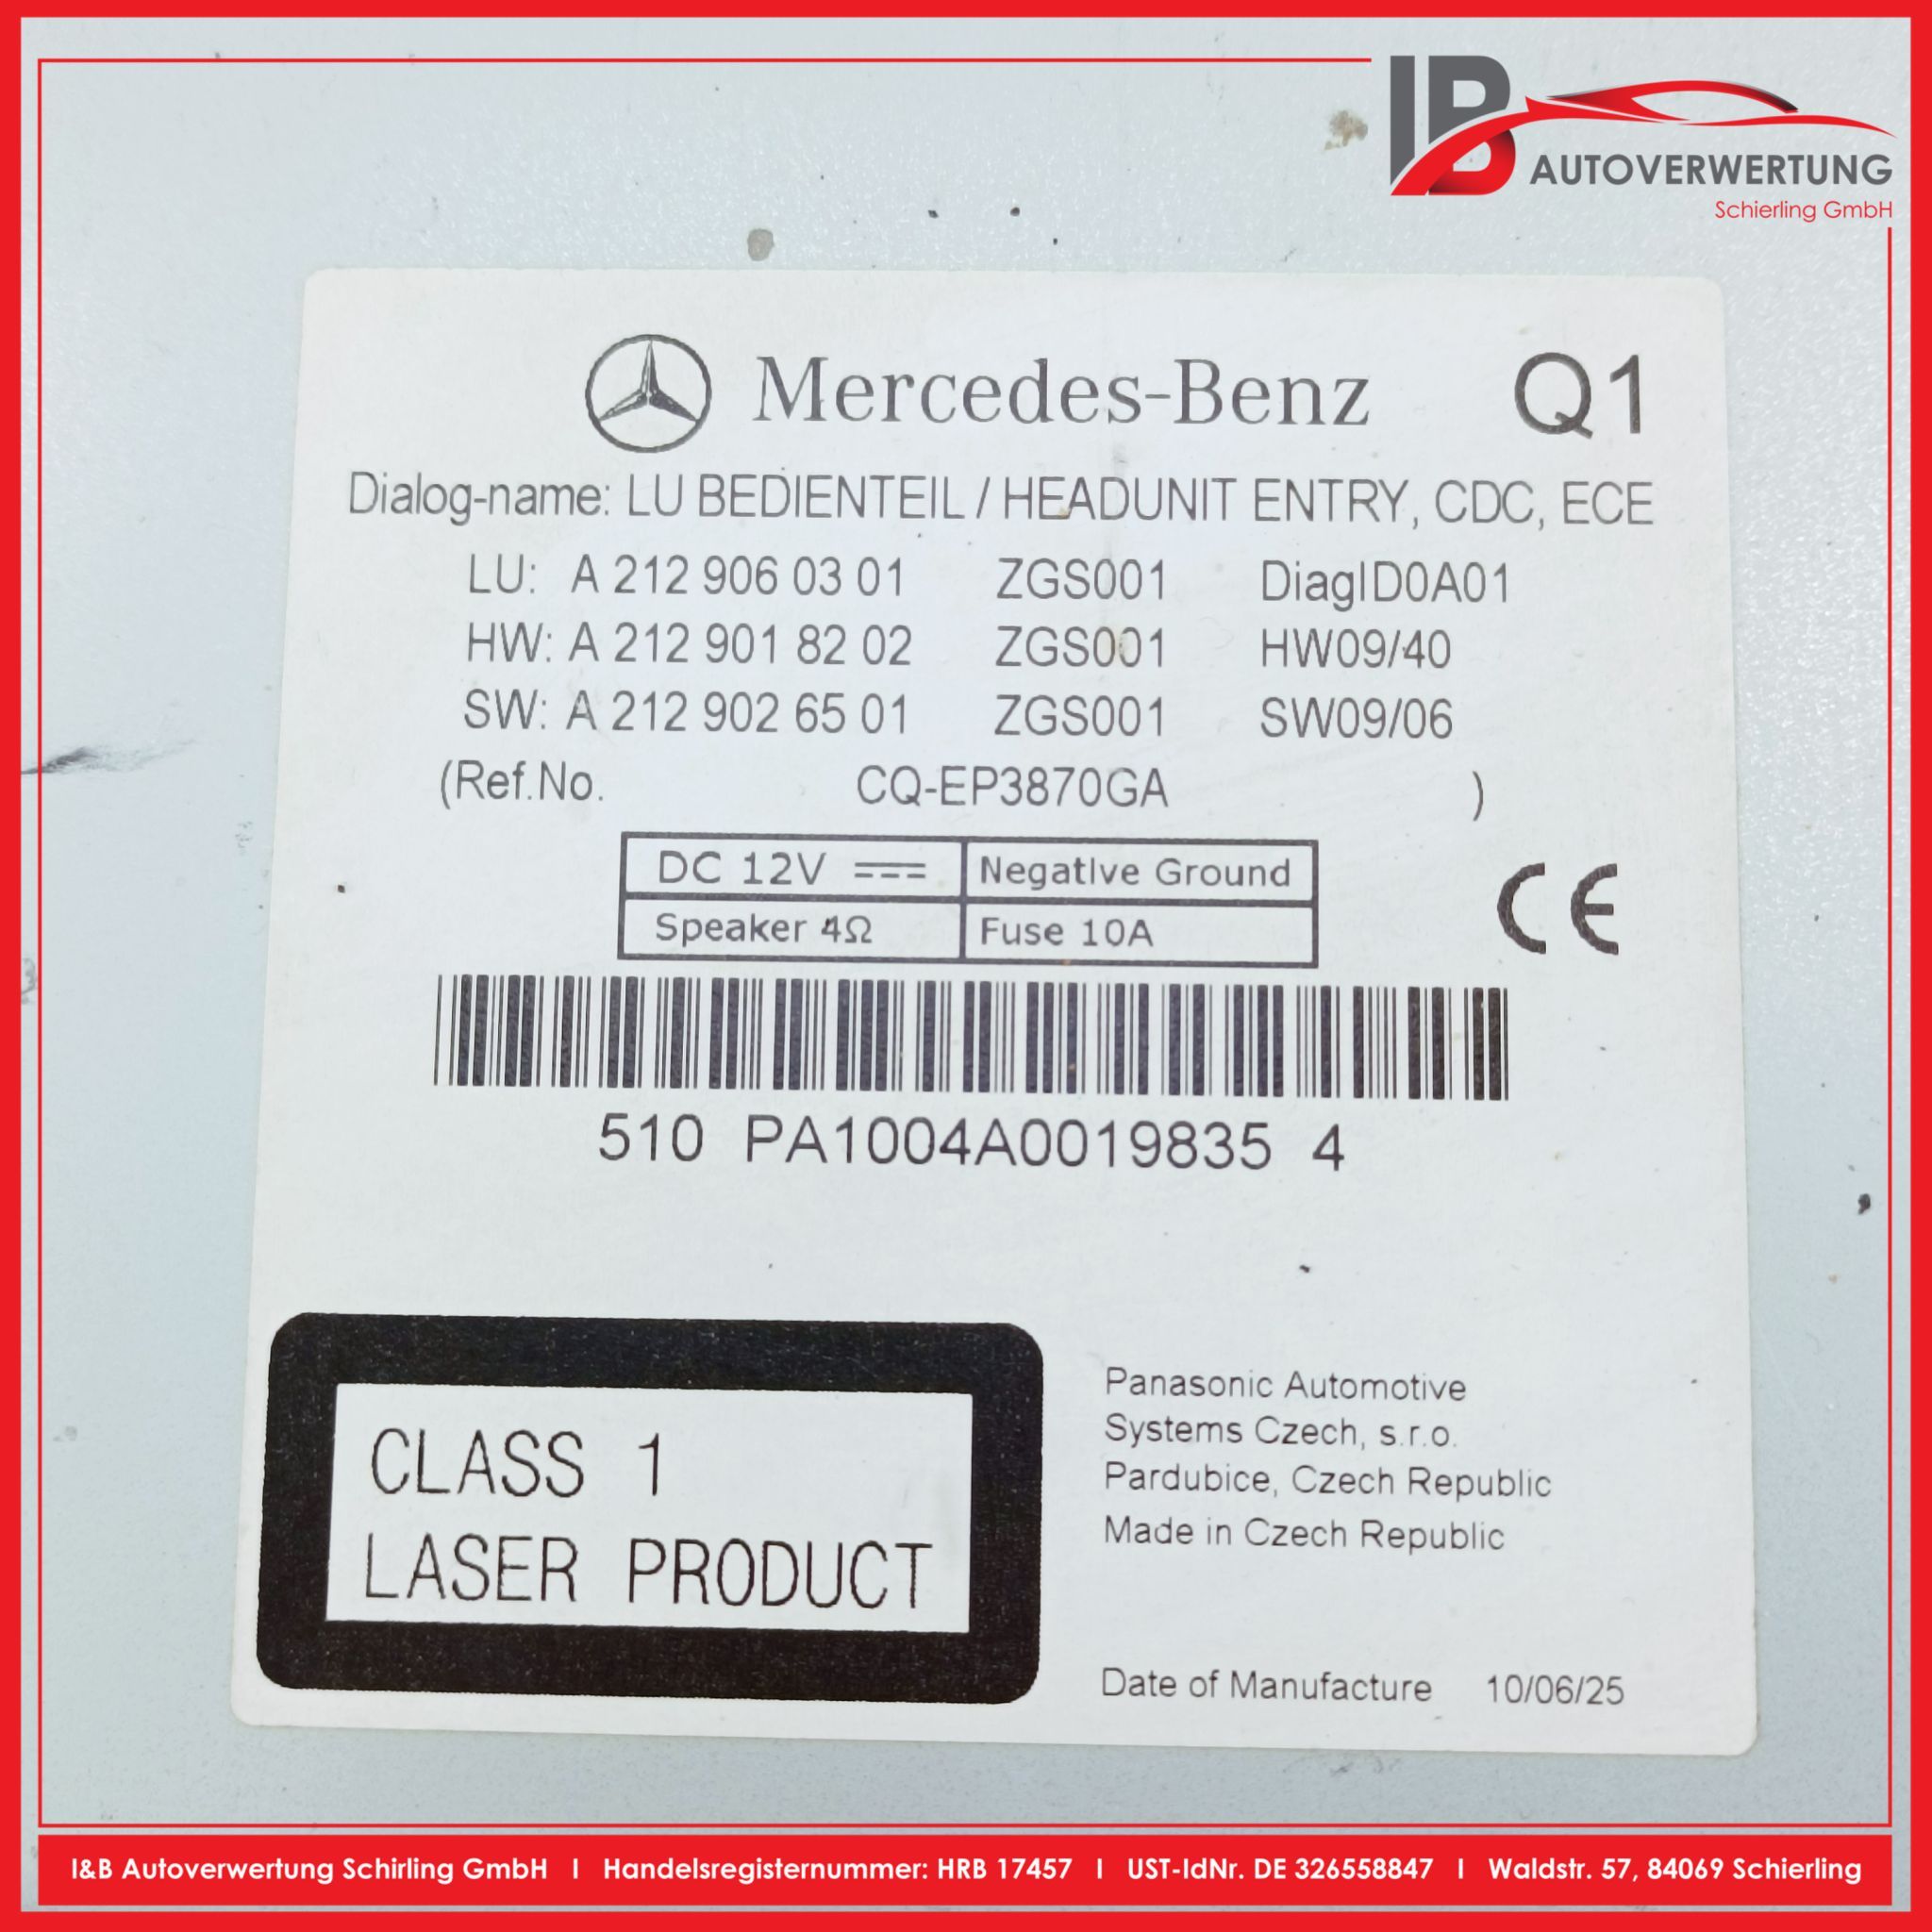 IB
AUTOVERWERTUNG
Schierling GmbH
Mercedes-Benz Q1
Dialog-name: LU BEDIENTEIL / HEADUNIT ENTRY, CDC, ECE
LU: A 212 906 03 01 ZGS001 DiagID0A01
HW: A 212 901 82 02 ZGS001 HW09/40
SW: A 212 902 65 01 ZGS001 SW09/06
(Ref.No. CQ-EP3870GA )
DC 12V Negative Ground
Speaker 4Ω Fuse 10A
CE
510 PA1004A0019835 4
CLASS 1
LASER PRODUCT
Panasonic Automotive
Systems Czech, s.r.o.
Pardubice, Czech Republic
Made in Czech Republic
Date of Manufacture 10/06/25
I&B Autoverwertung Schirling GmbH I Handelsregisternummer: HRB 17457 I UST-IdNr. DE 326558847 I Waldstr. 57, 84069 Schierling